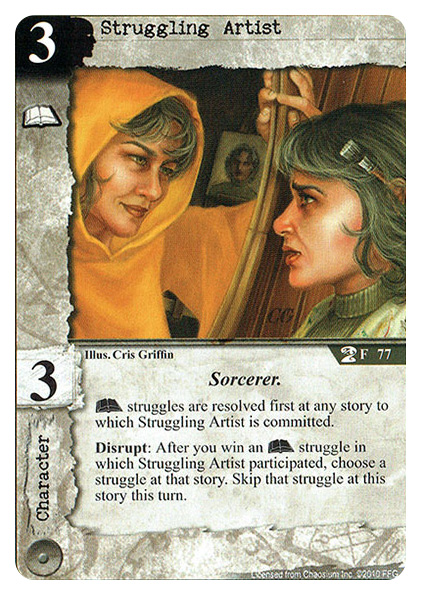 3
Struggling Artist
CG
Illus. Cris Griffin
F 77
3
Sorcerer.
struggles are resolved first at any story to
which Struggling Artist is committed.
Disrupt: After you win an struggle in
which Struggling Artist participated, choose a
struggle at that story. Skip that struggle at this
story this turn.
Character
Licensed from Chaosium Inc. ©2010 FFG